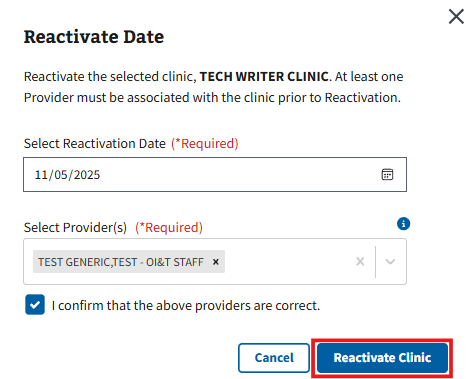 Reactivate Date
Reactivate the selected clinic, TECH WRITER CLINIC. At least one
Provider must be associated with the clinic prior to Reactivation.
Select Reactivation Date (*Required)
11/05/2025
Select Provider(s) (*Required)
TEST GENERIC,TEST - OI&T STAFF
I confirm that the above providers are correct.
Cancel Reactivate Clinic